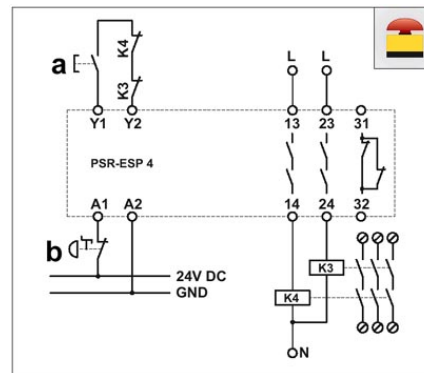 K4
a
K3
L L
Y1 Y2 13 23 31
PSR-ESP 4
A1 A2 14 24 32
b
K3
24V DC
K4
GND
N